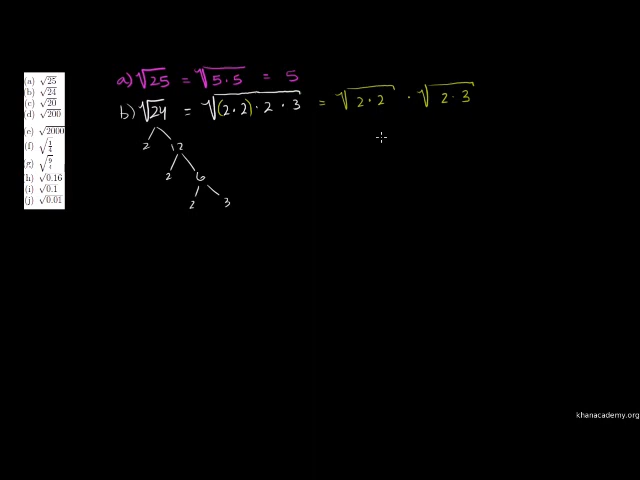 (a) √25
(b) √24
(c) √20
(d) √200
(e) √2000
(f) √1/4
(g) √9/4
(h) √0.16
(i) √0.1
(j) √0.01
a) √25 = √5·5 = 5
b) √24 = √(2·2)·2·3 = √2·2 · √2·3
2 12
2 6
2 3
khanacademy.org